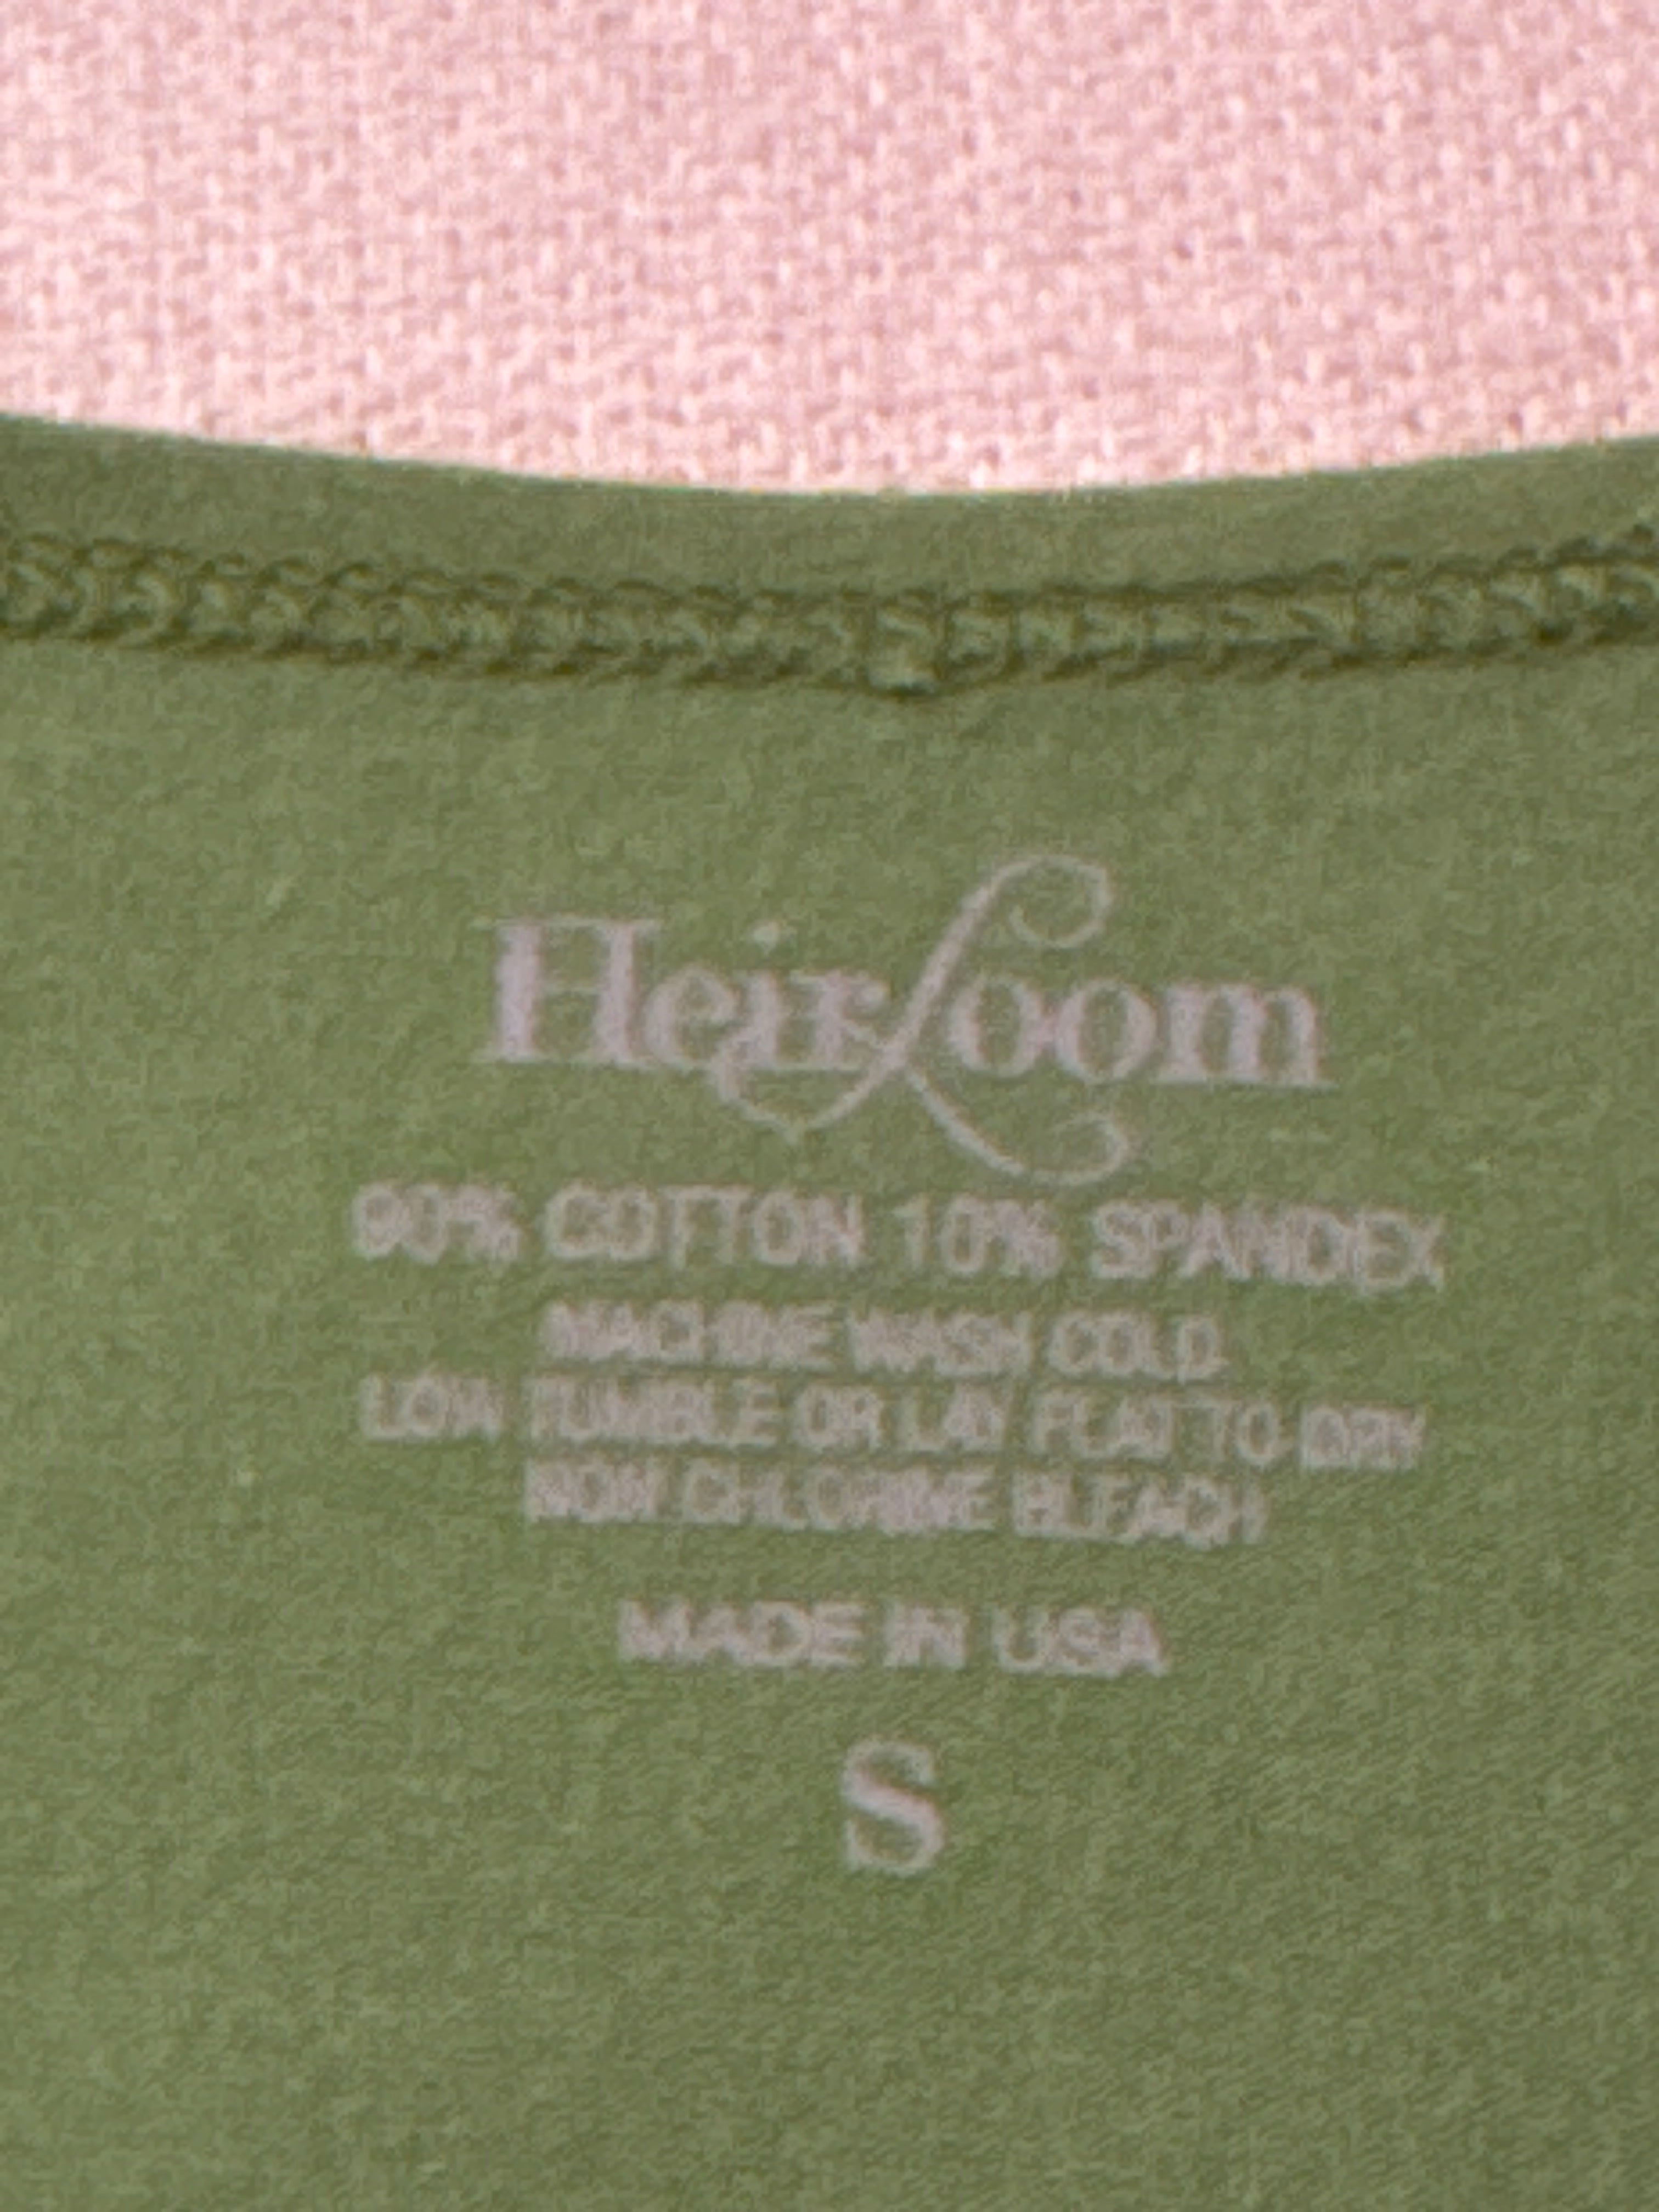 Heirloom
90% COTTON 10% SPANDEX
MACHINE WASH COLD
LOW TUMBLE OR LAY FLAT TO DRY
NON CHLORINE BLEACH
MADE IN USA
S